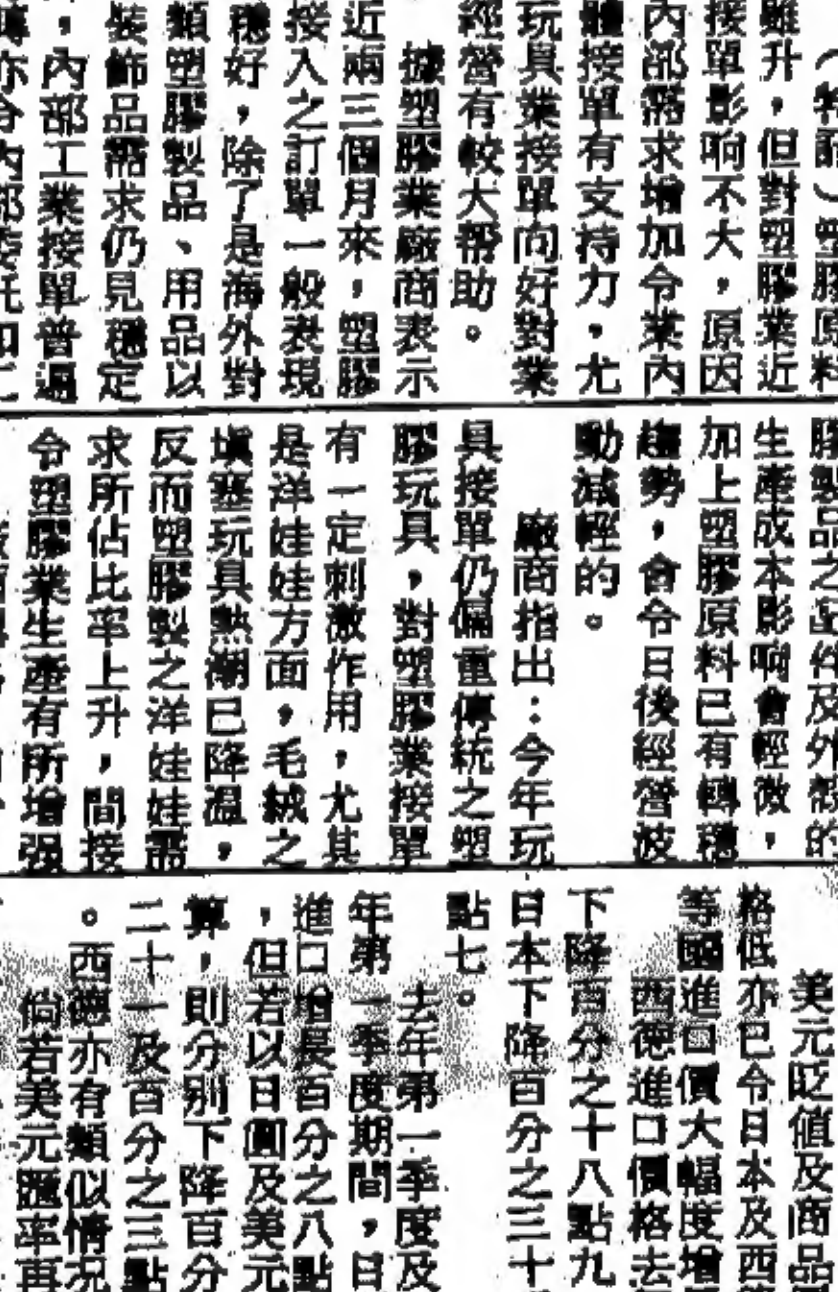 （特訊）塑膠原料
雖升，但對塑膠業近
接單影响不大，原因
內部需求增加令業內
體接單有支持力，尤
玩具業接單向好對業
經營有較大帮助。
據塑膠業廠商表示
近兩三個月來，塑膠
接入之訂單一般表現
穩好，除了是海外對
類塑膠製品、用品以
裝飾品需求仍見穩定
，內部工業接單普遍
膠製品之配件及外殼的
生產成本影响會輕微，
加上塑膠原料已有轉穩
趨勢，會令日後經營波
動減輕的。
廠商指出：今年玩
具接單仍偏重傳統之塑
膠玩具，對塑膠業接單
有一定刺激作用，尤其
是洋娃娃方面，毛絨之
填塞玩具熱潮已降溫，
反而塑膠製之洋娃娃需
求所佔比率上升，間接
令塑膠業生產有所增强
美元貶值及商品
格低亦已令日本及西
等國進口價大幅度增
西德進口價格去
下降百分之十八點九
日本下降百分之三十
點七。
去年第一季度及
年第一季度期間，日
進口增長百分之八點
，但若以日圓及美元
算，則分别下降百分
二十一及百分之三點
。西德亦有類似情況
倘若美元匯率再